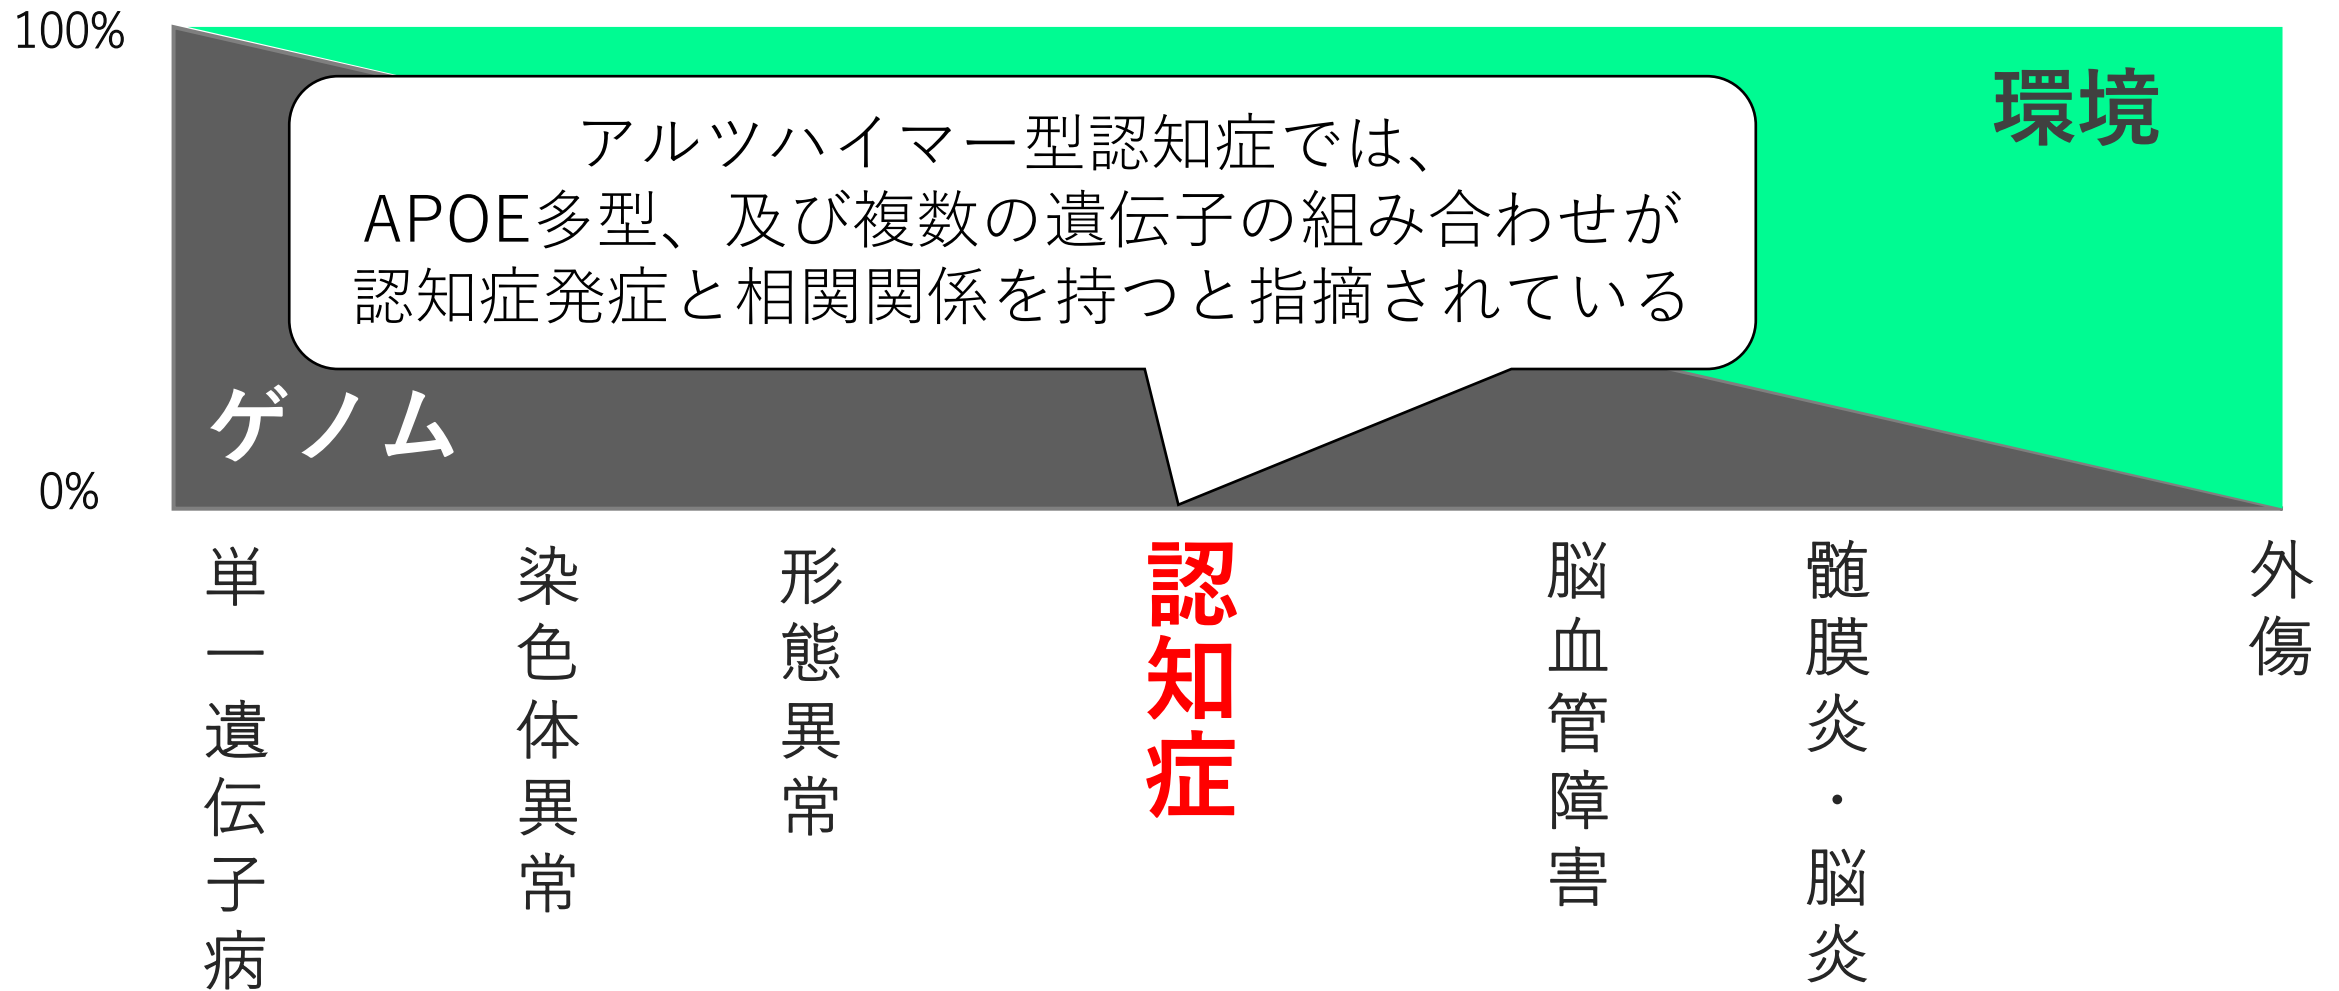 100%
環境
アルツハイマー型認知症では、
APOE多型、及び複数の遺伝子の組み合わせが
認知症発症と相関関係を持つと指摘されている
ゲノム
0%
単一遺伝子病
染色体異常
形態異常
認知症
脳血管障害
髄膜炎・脳炎
外傷